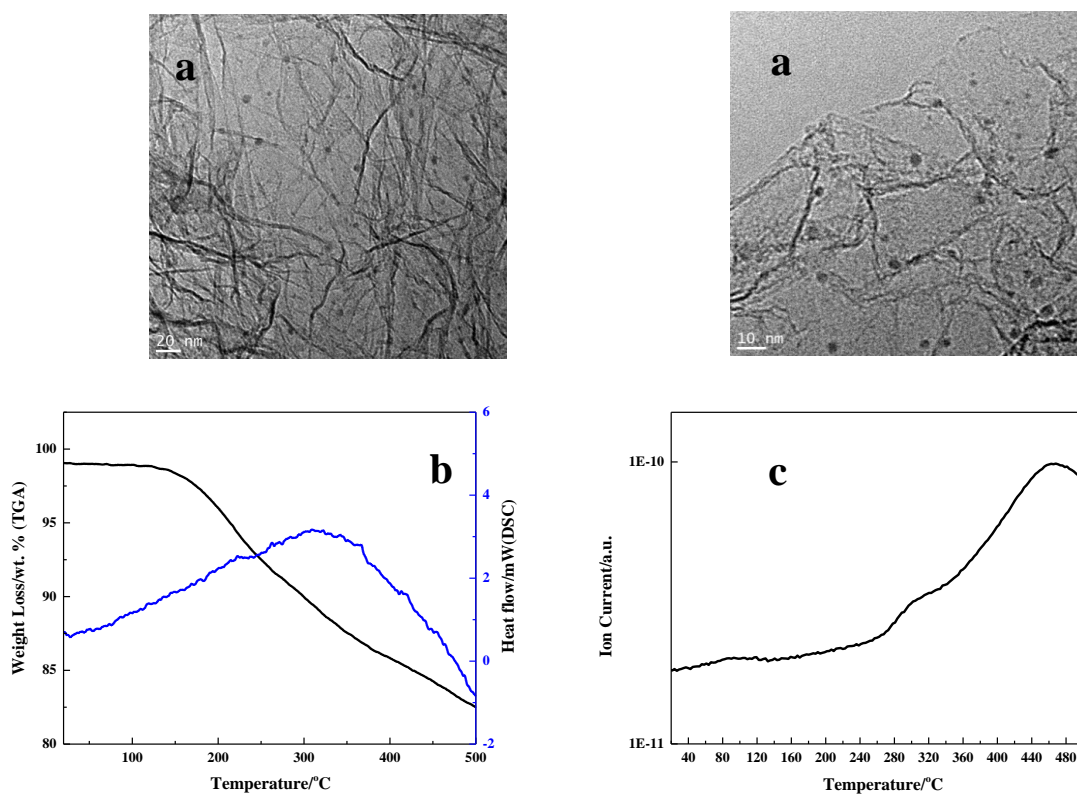 a
a
20 nm
10 nm
6
4
2
0
-2
100
95
90
85
80
Weight Loss/wt. % (TGA)
Heat flow/mW(DSC)
b
100 200 300 400 500
Temperature/°C
1E-10
1E-11
Ion Current/a.u.
c
40 80 120 160 200 240 280 320 360 400 440 480
Temperature/°C